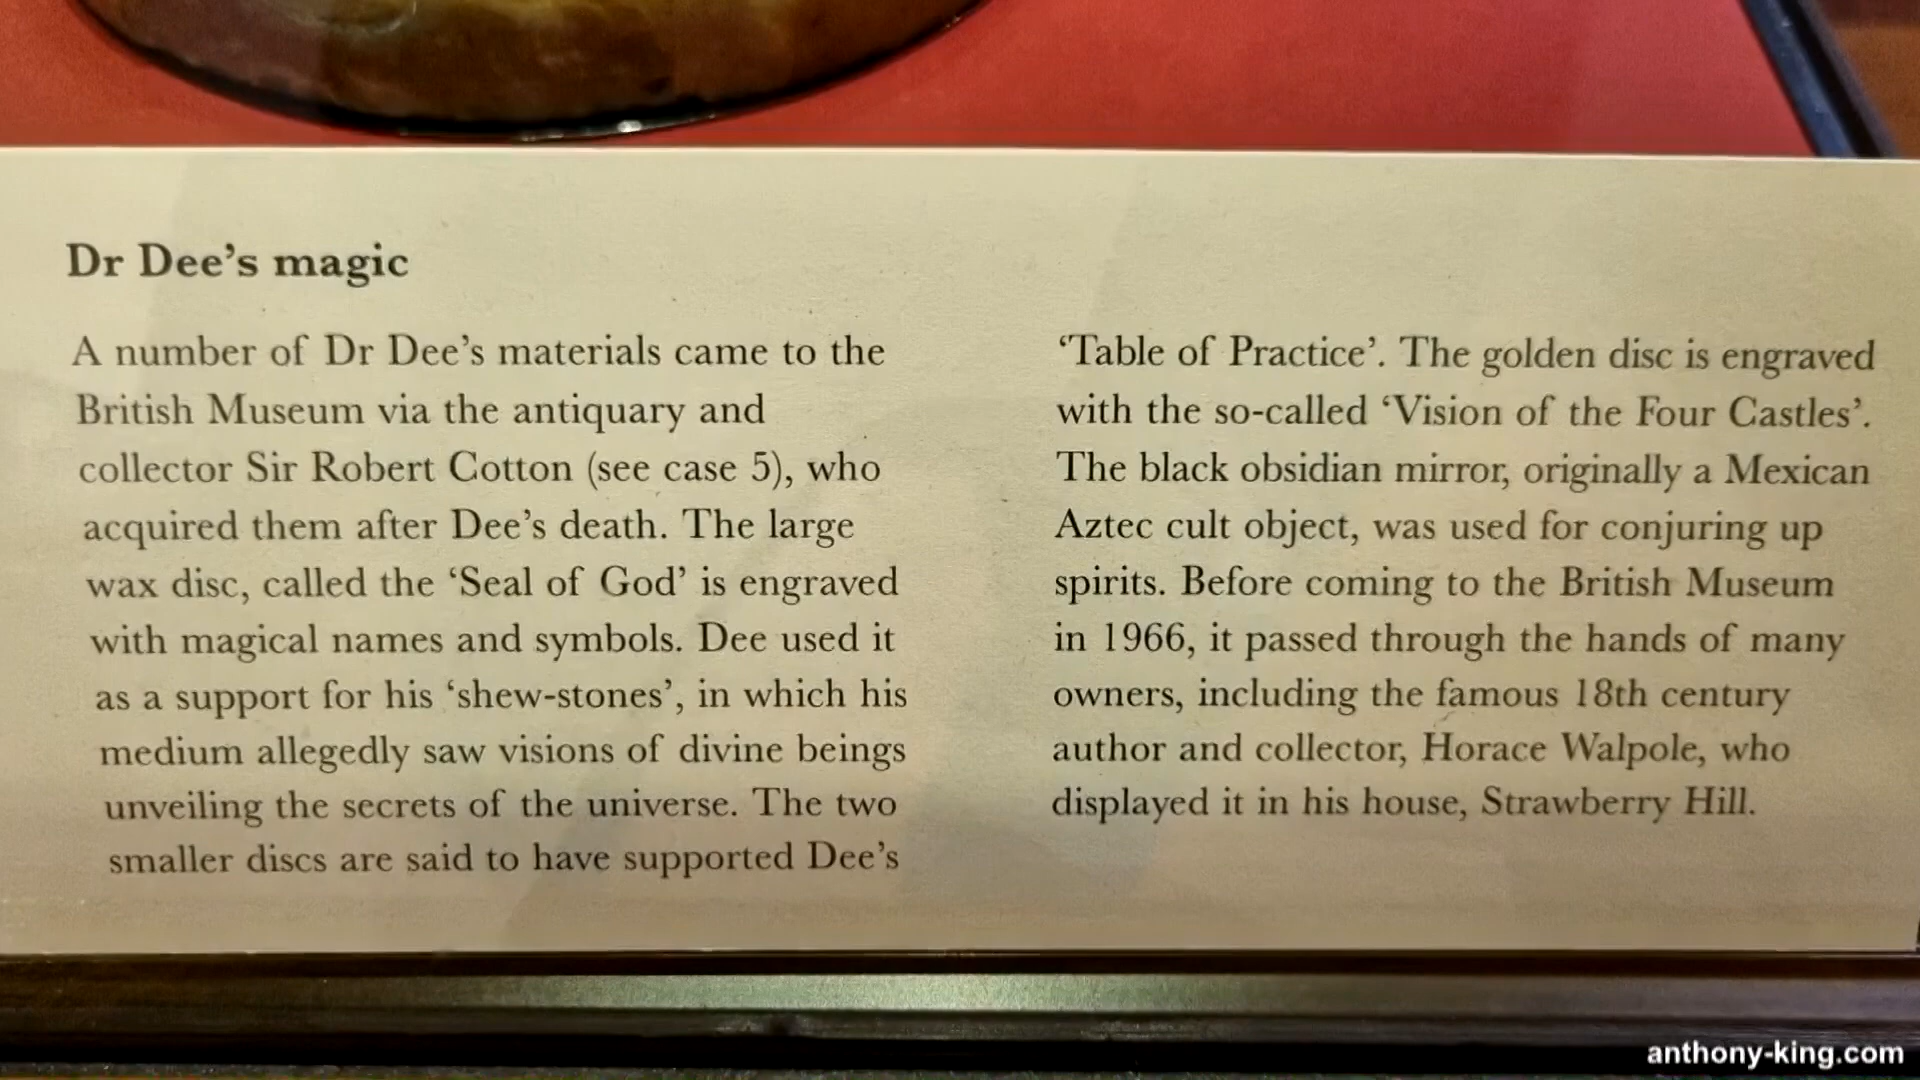 Dr Dee's magic
A number of Dr Dee's materials came to the
British Museum via the antiquary and
collector Sir Robert Cotton (see case 5), who
acquired them after Dee's death. The large
wax disc, called the ‘Seal of God’ is engraved
with magical names and symbols. Dee used it
as a support for his ‘shew-stones’, in which his
medium allegedly saw visions of divine beings
unveiling the secrets of the universe. The two
smaller discs are said to have supported Dee's
‘Table of Practice’. The golden disc is engraved
with the so-called ‘Vision of the Four Castles’.
The black obsidian mirror, originally a Mexican
Aztec cult object, was used for conjuring up
spirits. Before coming to the British Museum
in 1966, it passed through the hands of many
owners, including the famous 18th century
author and collector, Horace Walpole, who
displayed it in his house, Strawberry Hill.
anthony-king.com